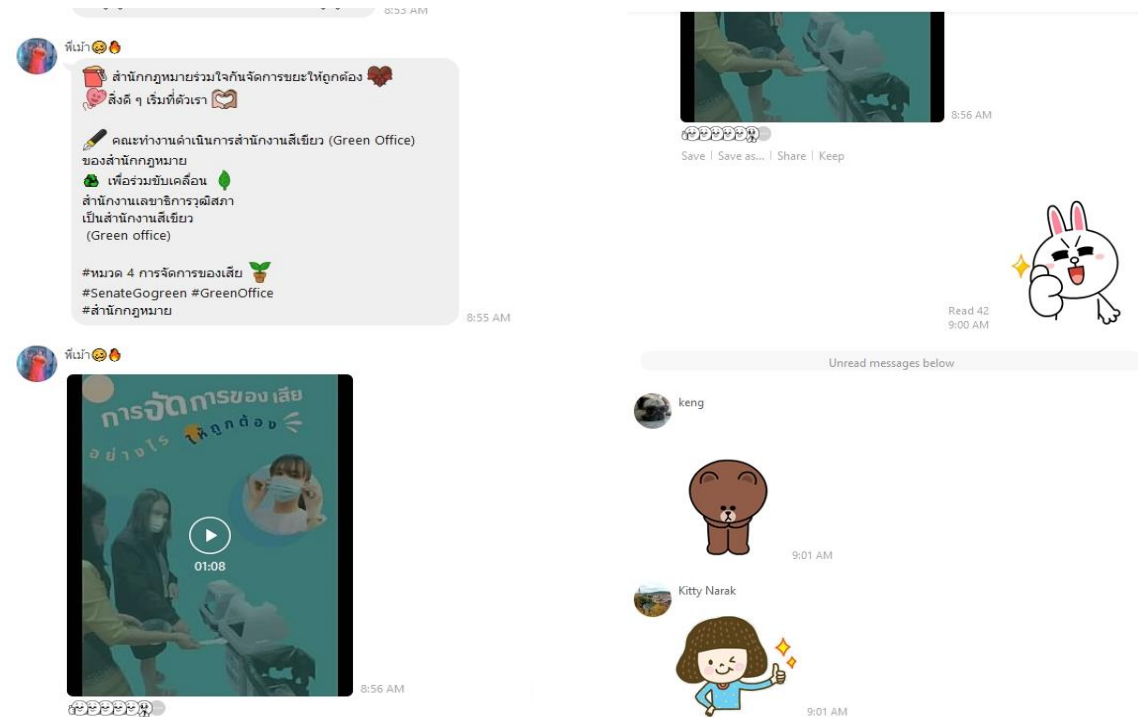 8:53 AM
พี่เม้า
สำนักกฎหมายร่วมใจกันจัดการขยะให้ถูกต้อง
สิ่งดี ๆ เริ่มที่ตัวเรา
คณะทำงานดำเนินการสำนักงานสีเขียว (Green Office)
ของสำนักกฎหมาย
เพื่อร่วมขับเคลื่อน
สำนักงานเลขาธิการวุฒิสภา
เป็นสำนักงานสีเขียว
(Green office)
#หมวด 4 การจัดการของเสีย
#SenateGogreen #GreenOffice
#สำนักกฎหมาย
8:55 AM
พี่เม้า
การจัดการของเสีย
อย่างไร ให้ถูกต้อง
01:08
8:56 AM
8:56 AM
Save | Save as... | Share | Keep
Read 42
9:00 AM
Unread messages below
keng
9:01 AM
Kitty Narak
9:01 AM